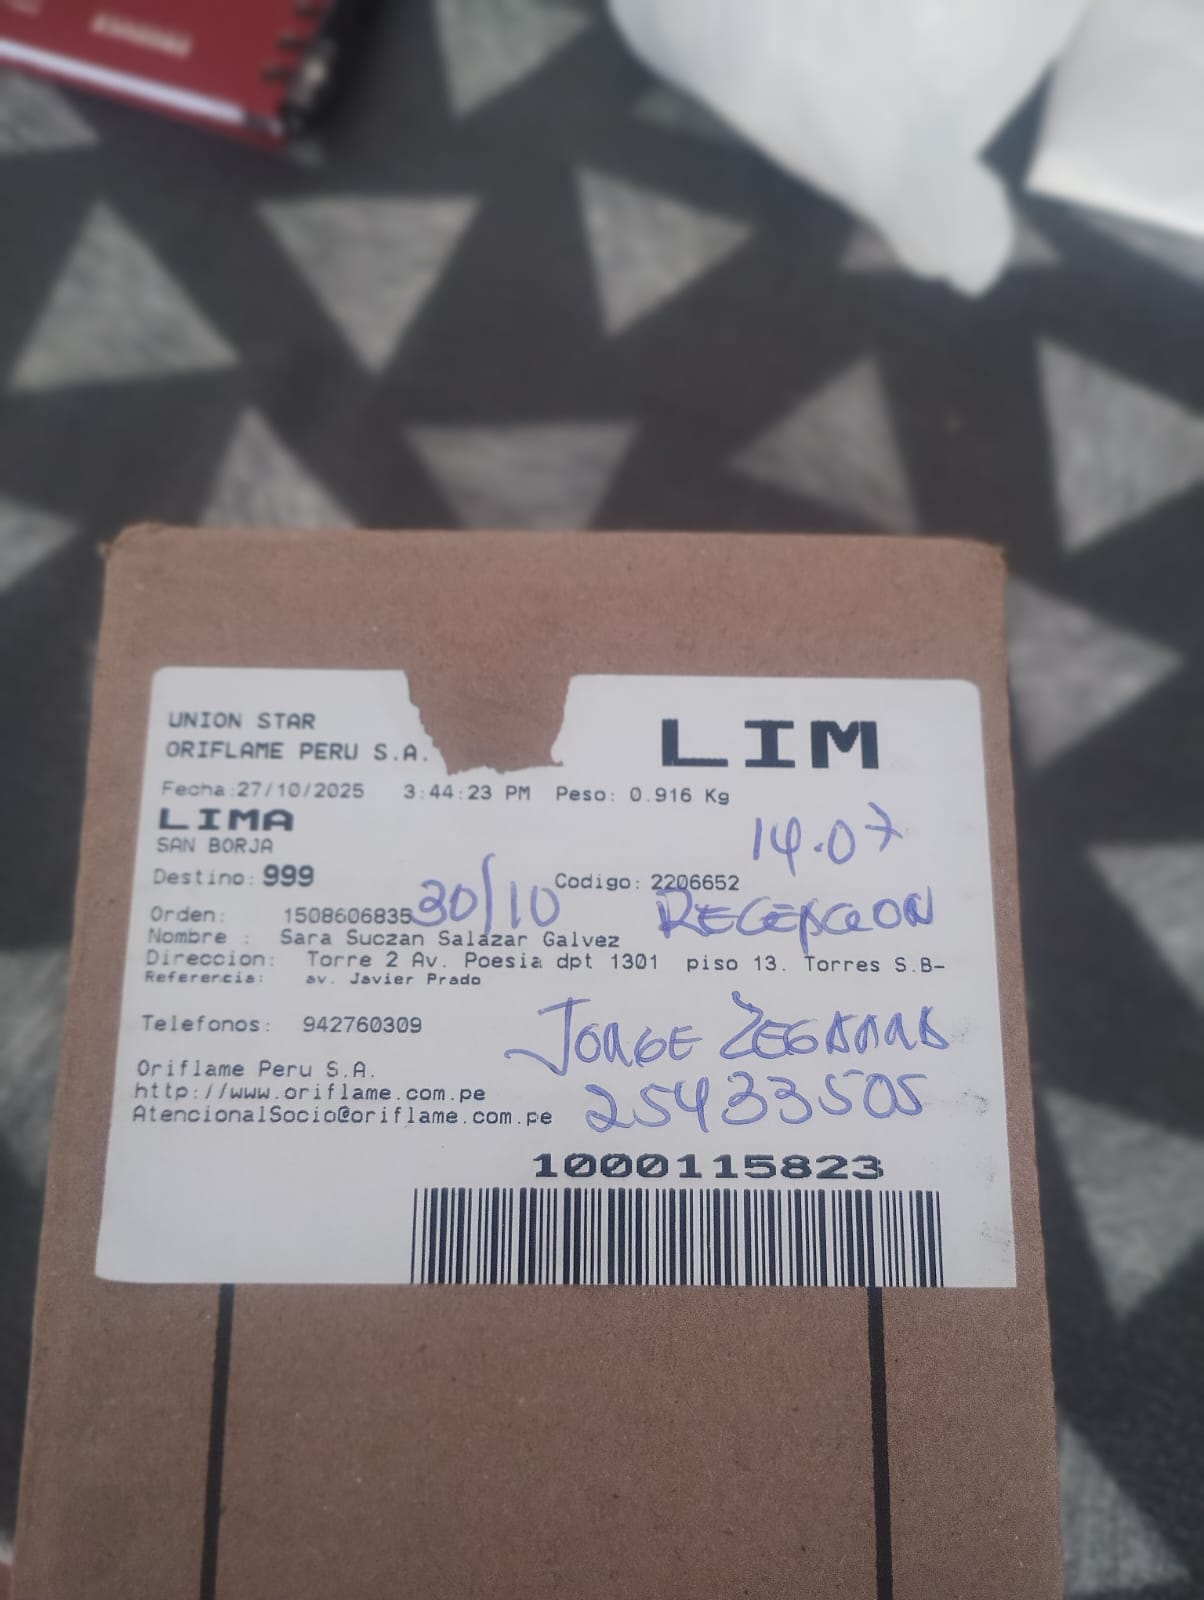 UNION STAR
LIM
ORIFLAME PERU S.A.
Fecha:27/10/2025 3:44:23 PM Peso: 0.916 Kg
LIMA
14.07
SAN BORJA
Destino: 999
Codigo: 2206652
30/10
RECEPCION
Orden: 1508606835
Nombre : Sara Suczan Salazar Galvez
Direccion: Torre 2 Av. Poesia dpt 1301 piso 13. Torres S.B-
Referencia: av. Javier Prado
Telefonos: 942760309
JORGE ZEGARRA
Oriflame Peru S.A.
http://www.oriflame.com.pe
25433505
AtencionalSocio@oriflame.com.pe
1000115823